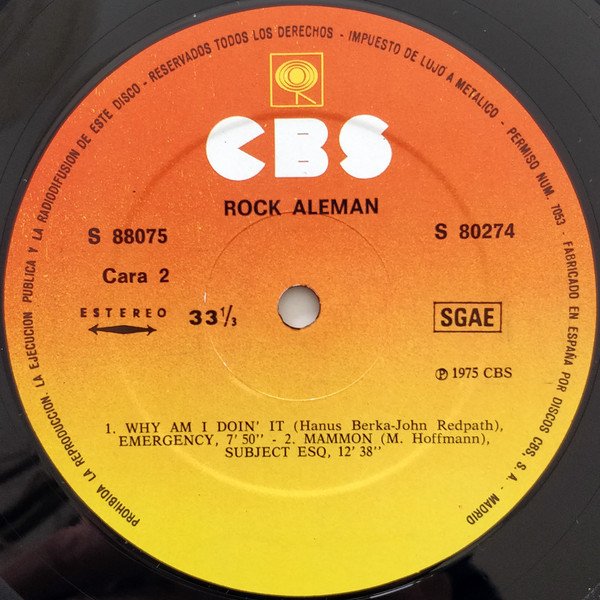 PROHIBIDA LA REPRODUCCION, LA EJECUCION PUBLICA Y LA RADIODIFUSION DE ESTE DISCO - RESERVADOS TODOS LOS DERECHOS - IMPUESTO DE LUJO A METALICO - PERMISO NUM. 7053 - FABRICADO EN ESPAÑA POR DISCOS CBS, S. A. - MADRID
CBS
ROCK ALEMAN
S 88075
S 80274
Cara 2
ESTEREO
33 1/3
SGAE
Ⓟ 1975 CBS
1. WHY AM I DOIN' IT (Hanus Berka-John Redpath),
EMERGENCY, 7' 50'' - 2. MAMMON (M. Hoffmann),
SUBJECT ESQ, 12' 38''